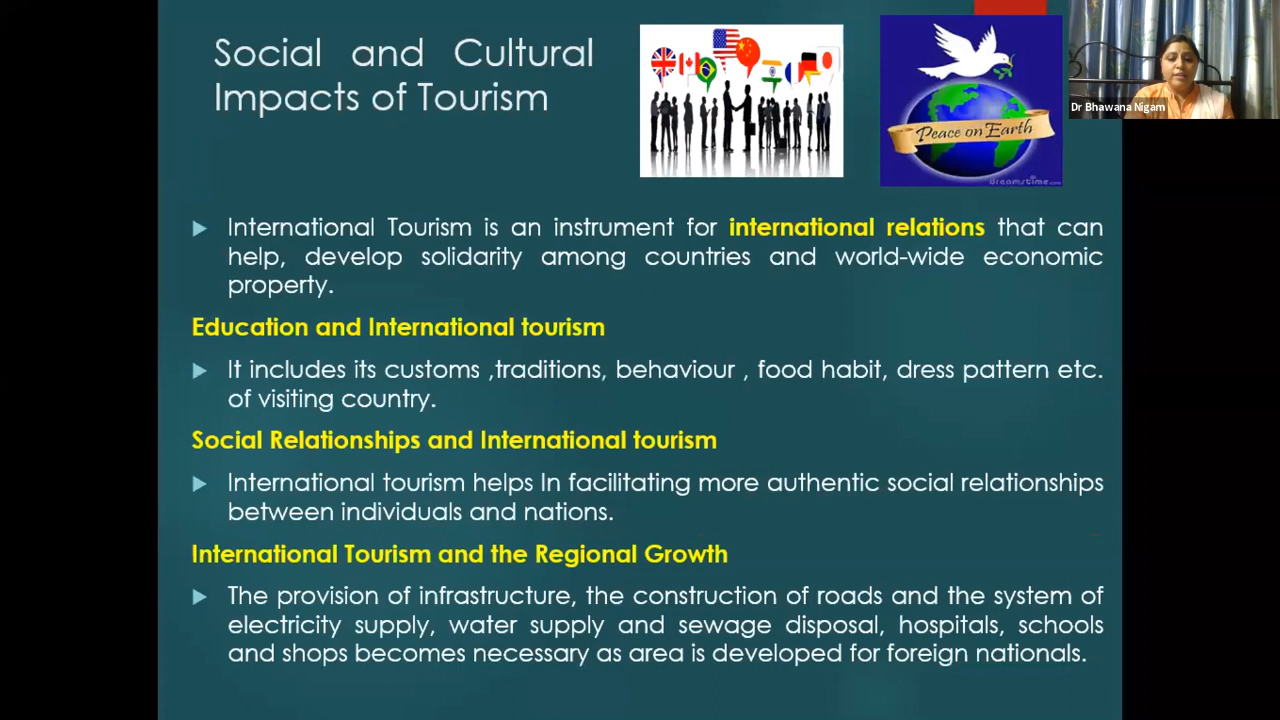 Social and Cultural
Impacts of Tourism
Peace on Earth
dreamstime.com
Dr Bhawana Nigam
International Tourism is an instrument for international relations that can
help, develop solidarity among countries and world-wide economic
property.
Education and International tourism
It includes its customs ,traditions, behaviour , food habit, dress pattern etc.
of visiting country.
Social Relationships and International tourism
International tourism helps In facilitating more authentic social relationships
between individuals and nations.
International Tourism and the Regional Growth
The provision of infrastructure, the construction of roads and the system of
electricity supply, water supply and sewage disposal, hospitals, schools
and shops becomes necessary as area is developed for foreign nationals.